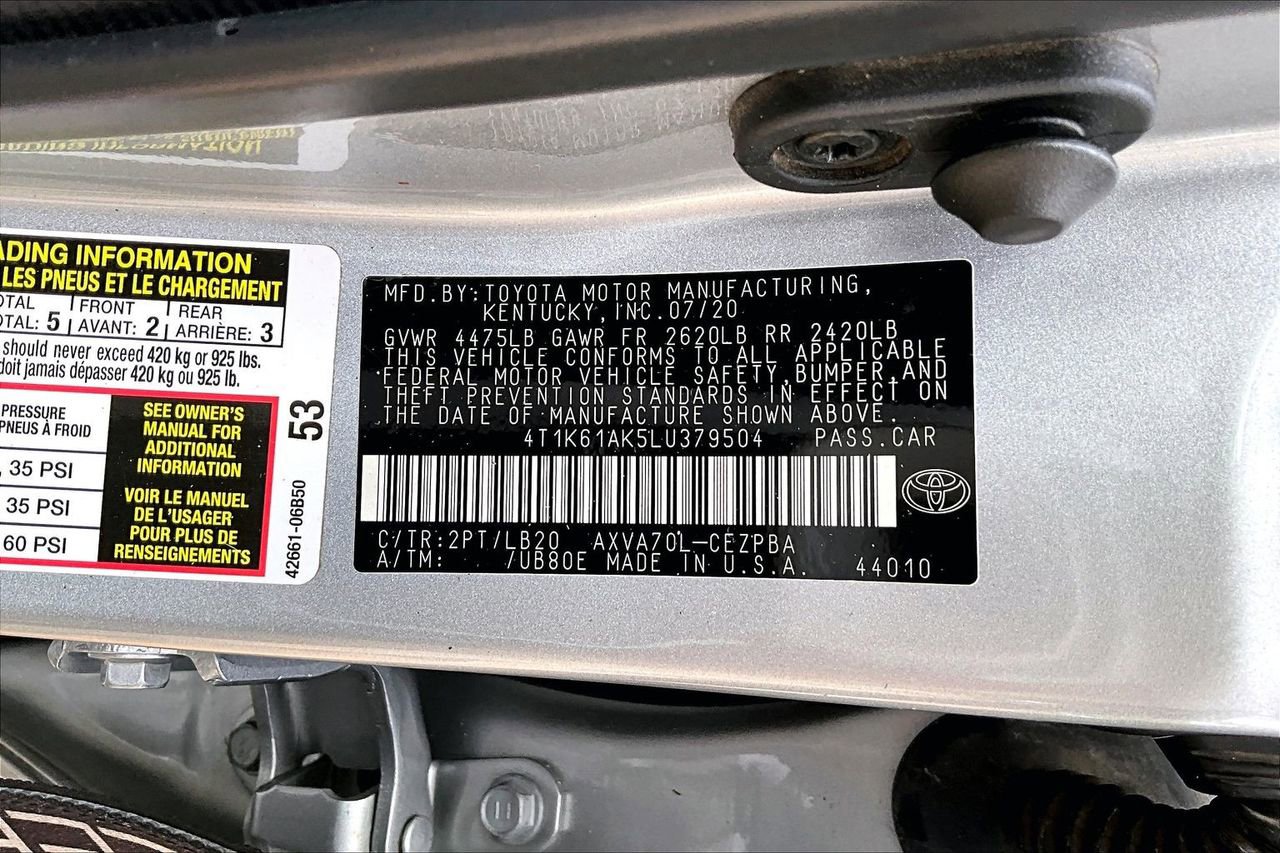 ADING INFORMATION
LES PNEUS ET LE CHARGEMENT
OTAL FRONT REAR
OTAL: 5 AVANT: 2 ARRIÈRE: 3
should never exceed 420 kg or 925 lbs.
doit jamais dépasser 420 kg ou 925 lb.
PRESSURE
PNEUS À FROID
, 35 PSI
35 PSI
60 PSI
SEE OWNER'S
MANUAL FOR
ADDITIONAL
INFORMATION
VOIR LE MANUEL
DE L'USAGER
POUR PLUS DE
RENSEIGNEMENTS
53
42661-06B50
MFD.BY:TOYOTA MOTOR MANUFACTURING,
KENTUCKY,INC.07/20
GVWR 4475LB GAWR FR 2620LB RR 2420LB
THIS VEHICLE CONFORMS TO ALL APPLICABLE
FEDERAL MOTOR VEHICLE SAFETY,BUMPER,AND
THEFT PREVENTION STANDARDS IN EFFECT ON
THE DATE OF MANUFACTURE SHOWN ABOVE.
4T1K61AK5LU379504 PASS.CAR
C/TR:2PT/LB20 AXVA70L-CEZPBA
A/TM: /UB80E MADE IN U.S.A. 44010